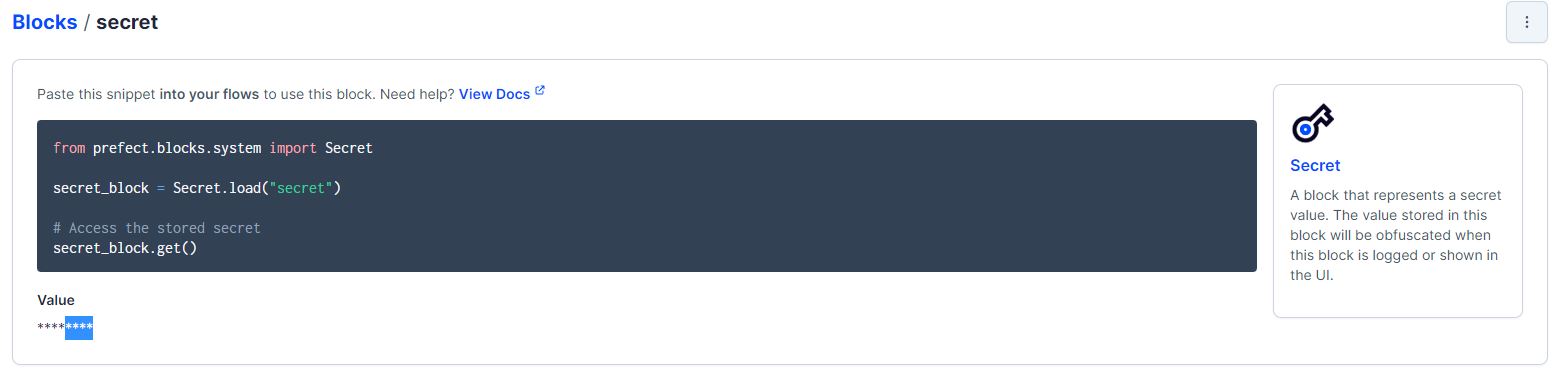 Blocks / secret
Paste this snippet into your flows to use this block. Need help? View Docs
from prefect.blocks.system import Secret
secret_block = Secret.load("secret")
# Access the stored secret
secret_block.get()
Value
********
Secret
A block that represents a secret
value. The value stored in this
block will be obfuscated when
this block is logged or shown in
the UI.